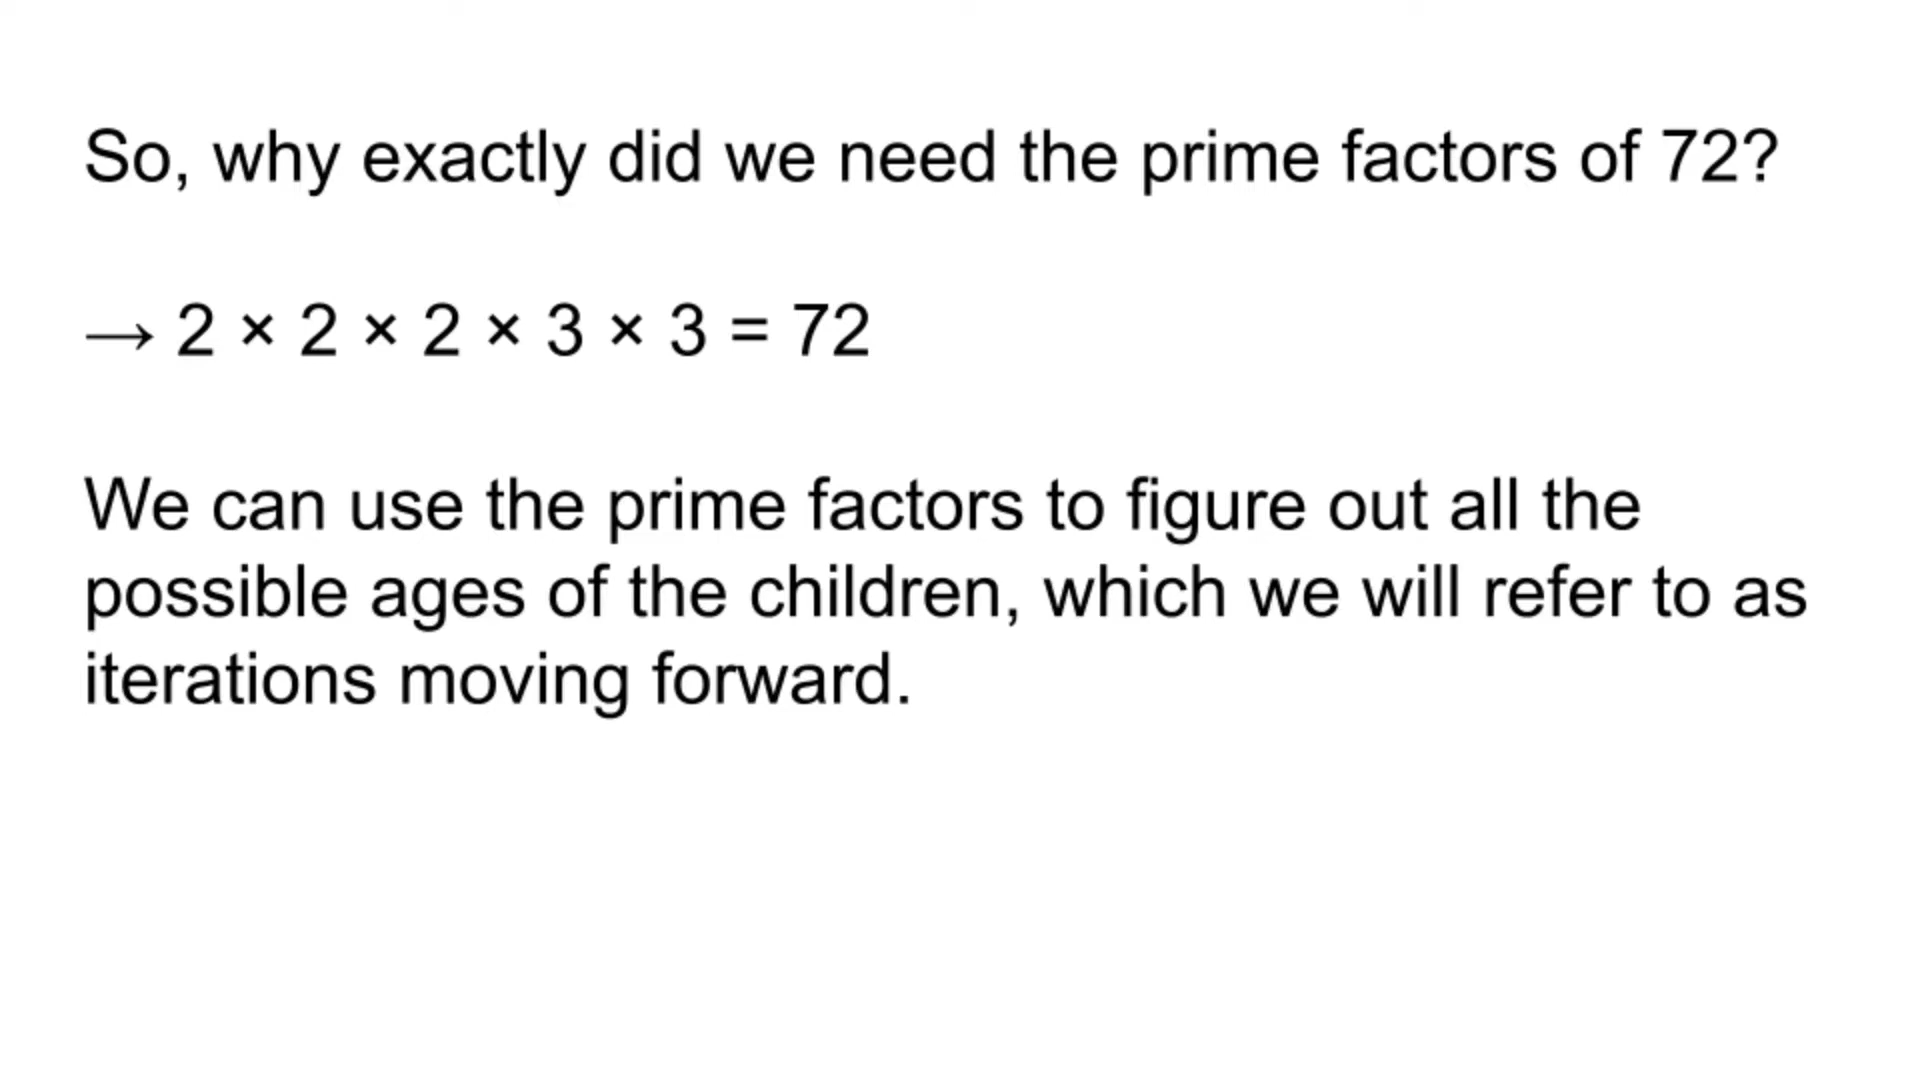 So, why exactly did we need the prime factors of 72?
→ 2 × 2 × 2 × 3 × 3 = 72
We can use the prime factors to figure out all the
possible ages of the children, which we will refer to as
iterations moving forward.